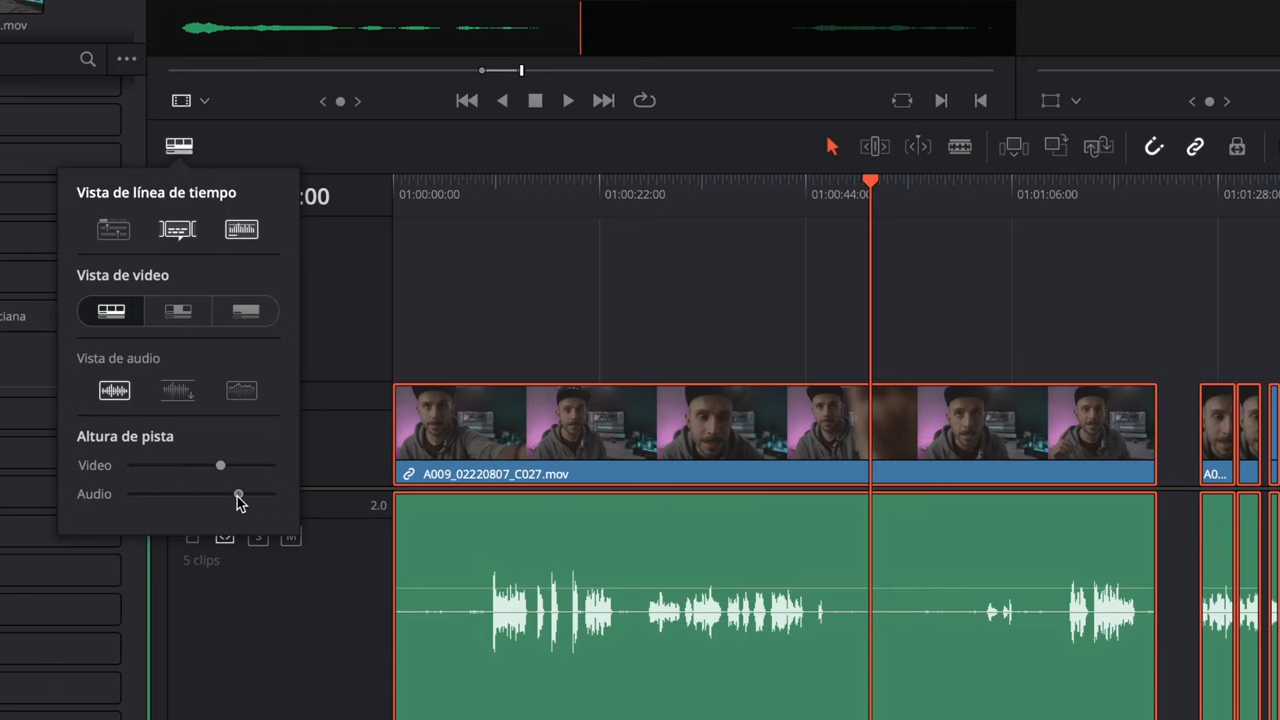 .mov
Vista de línea de tiempo
:00
01:00:00:00
01:00:22:00
01:00:44:00
01:01:06:00
01:01:28:00
Vista de video
ciana
Vista de audio
Altura de pista
Video
A009_02220807_C027.mov
A0...
Audio
2.0
S
M
5 clips